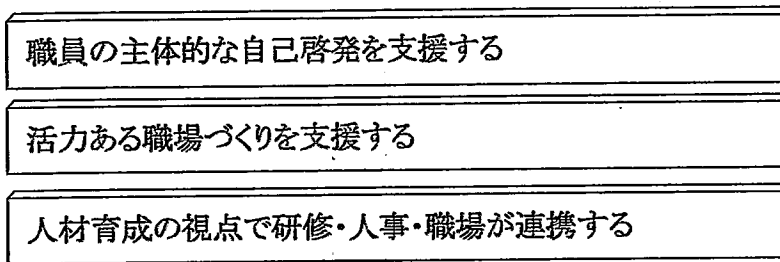 職員の主体的な自己啓発を支援する
活力ある職場づくりを支援する
人材育成の視点で研修・人事・職場が連携する